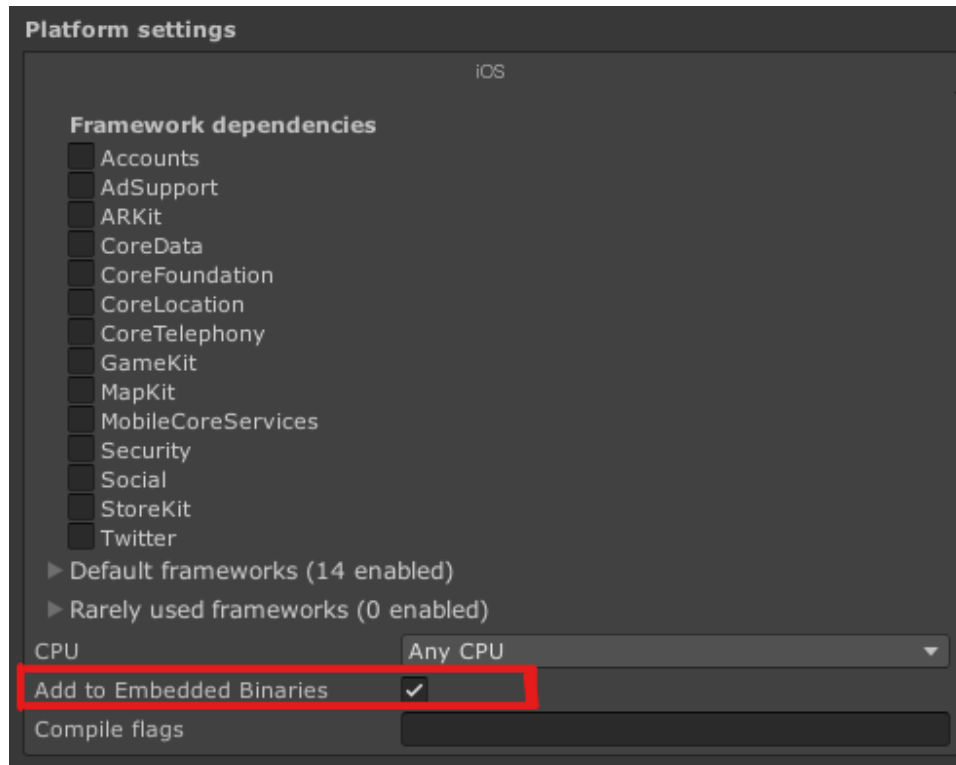 Platform settings
iOS
Framework dependencies
Accounts
AdSupport
ARKit
CoreData
CoreFoundation
CoreLocation
CoreTelephony
GameKit
MapKit
MobileCoreServices
Security
Social
StoreKit
Twitter
Default frameworks (14 enabled)
Rarely used frameworks (0 enabled)
CPU Any CPU
Add to Embedded Binaries
Compile flags